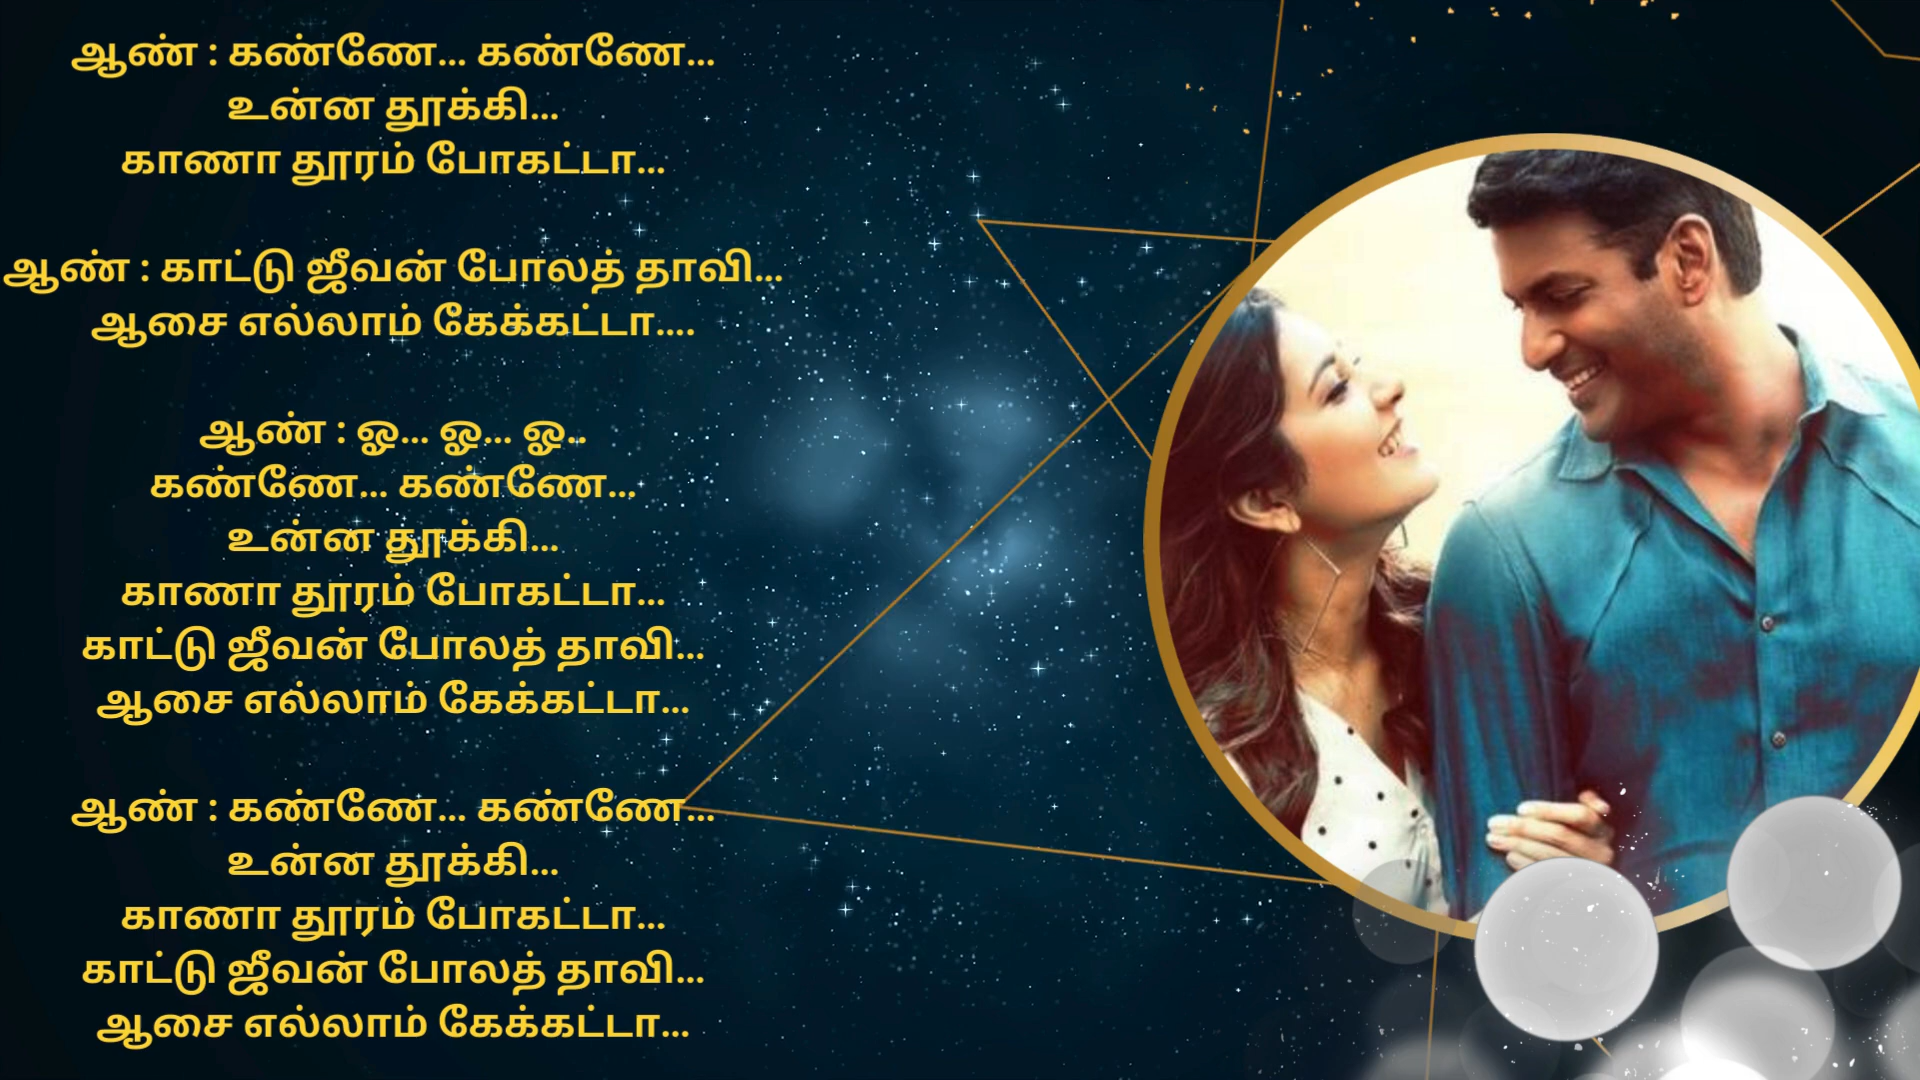 ஆண் : கண்ணே... கண்ணே...
உன்ன தூக்கி...
காணா தூரம் போகட்டா...
ஆண் : காட்டு ஜீவன் போலத் தாவி...
ஆசை எல்லாம் கேக்கட்டா....
ஆண் : ஓ... ஓ... ஓ..
கண்ணே... கண்ணே...
உன்ன தூக்கி...
காணா தூரம் போகட்டா...
காட்டு ஜீவன் போலத் தாவி...
ஆசை எல்லாம் கேக்கட்டா...
ஆண் : கண்ணே... கண்ணே...
உன்ன தூக்கி...
காணா தூரம் போகட்டா...
காட்டு ஜீவன் போலத் தாவி...
ஆசை எல்லாம் கேக்கட்டா...